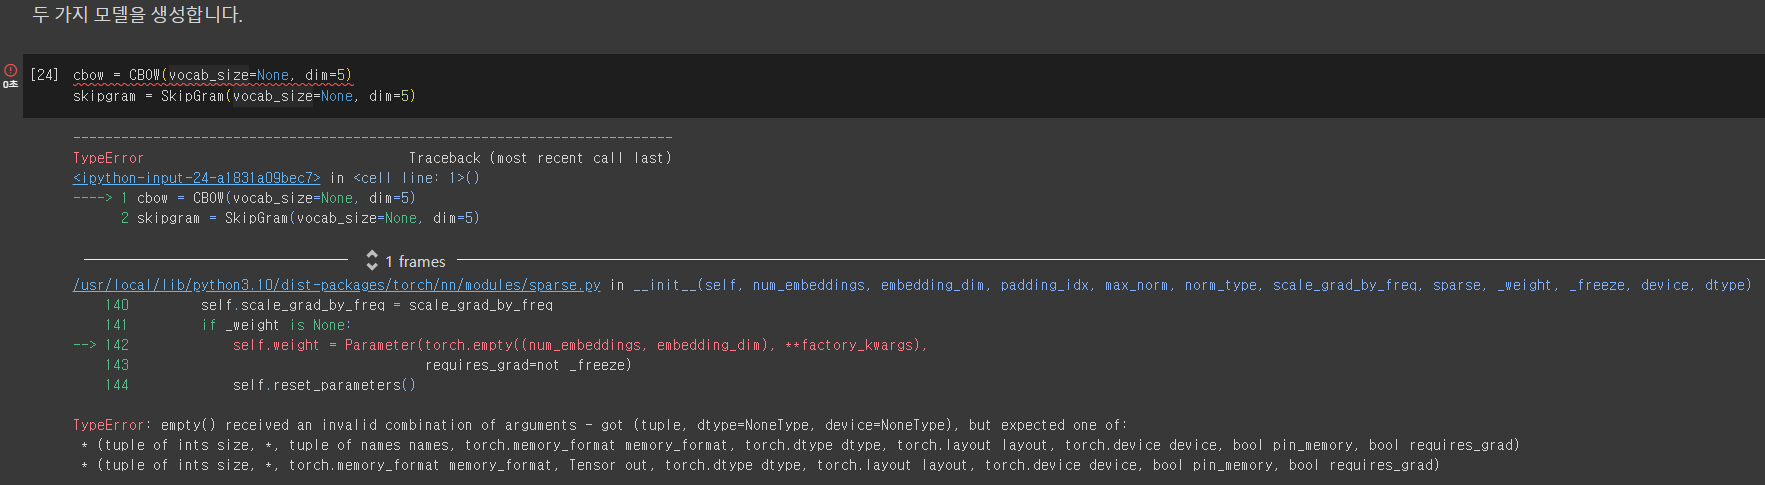 두 가지 모델을 생성합니다.
[24] cbow = CBOW(vocab_size=None, dim=5)
0초
skipgram = SkipGram(vocab_size=None, dim=5)
---------------------------------------------------------------------------
TypeError                                 Traceback (most recent call last)
<ipython-input-24-a1831a09bec7> in <cell line: 1>()
----> 1 cbow = CBOW(vocab_size=None, dim=5)
      2 skipgram = SkipGram(vocab_size=None, dim=5)
1 frames
/usr/local/lib/python3.10/dist-packages/torch/nn/modules/sparse.py in __init__(self, num_embeddings, embedding_dim, padding_idx, max_norm, norm_type, scale_grad_by_freq, sparse, _weight, _freeze, device, dtype)
    140         self.scale_grad_by_freq = scale_grad_by_freq
    141         if _weight is None:
--> 142             self.weight = Parameter(torch.empty((num_embeddings, embedding_dim), **factory_kwargs),
    143                                     requires_grad=not _freeze)
    144             self.reset_parameters()
TypeError: empty() received an invalid combination of arguments - got (tuple, dtype=NoneType, device=NoneType), but expected one of:
 * (tuple of ints size, *, tuple of names names, torch.memory_format memory_format, torch.dtype dtype, torch.layout layout, torch.device device, bool pin_memory, bool requires_grad)
 * (tuple of ints size, *, torch.memory_format memory_format, Tensor out, torch.dtype dtype, torch.layout layout, torch.device device, bool pin_memory, bool requires_grad)